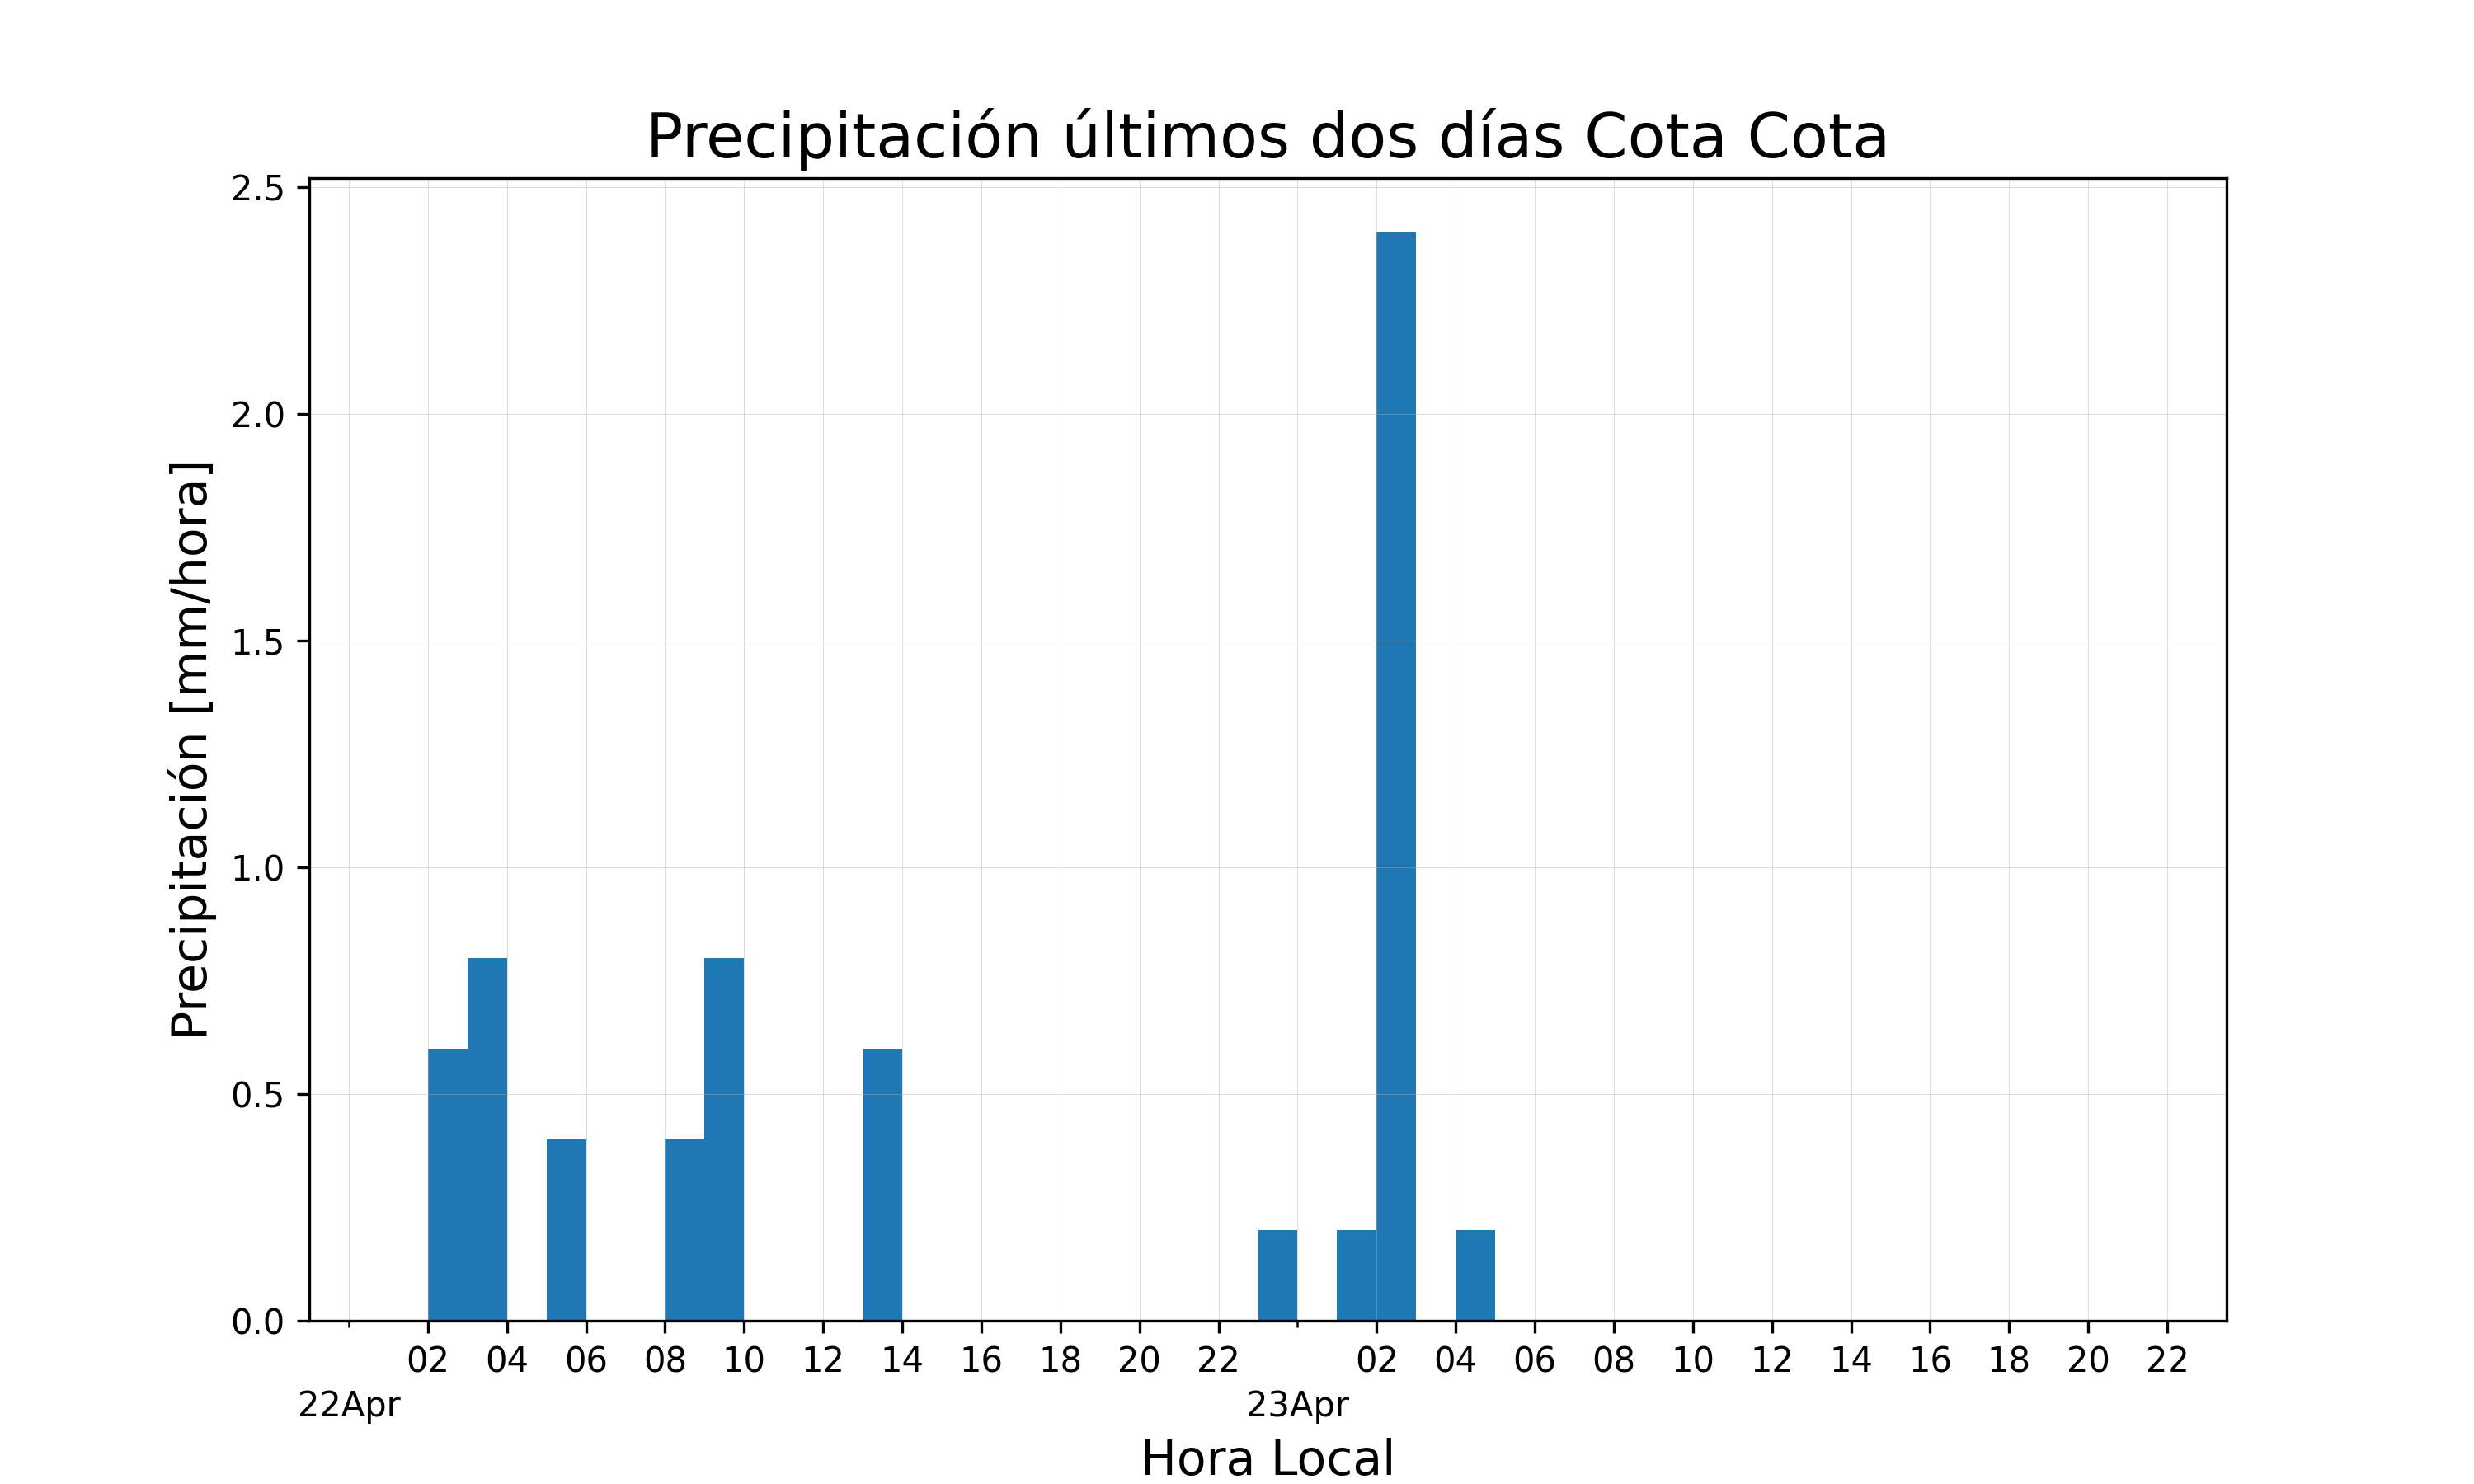 Precipitación últimos dos días Cota Cota
Precipitación [mm/hora]
2.5
2.0
1.5
1.0
0.5
0.0
02 04 06 08 10 12 14 16 18 20 22 02 04 06 08 10 12 14 16 18 20 22
22Apr 23Apr
Hora Local